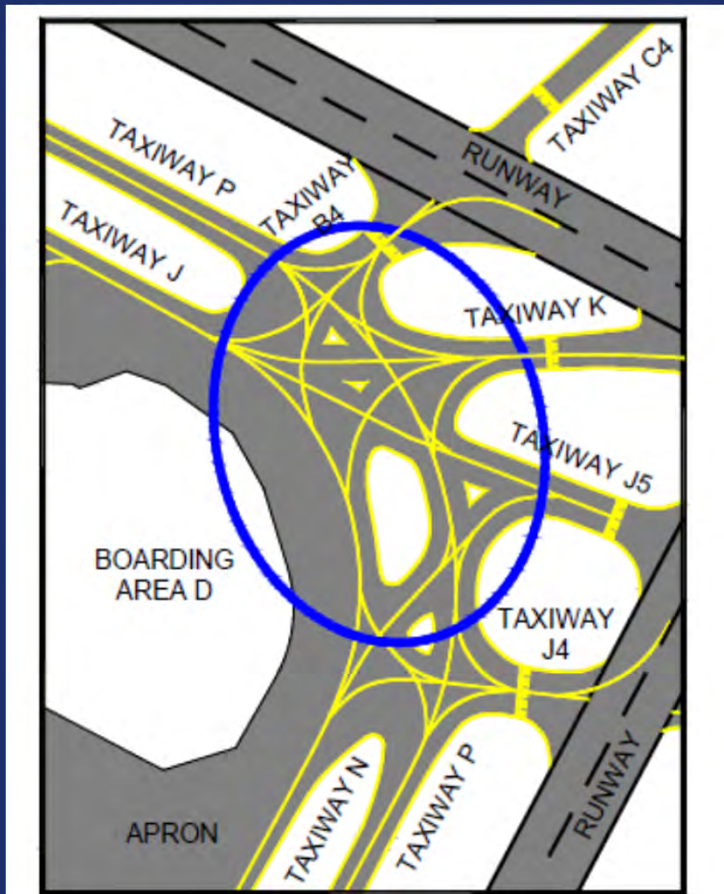 TAXIWAY C4
RUNWAY
TAXIWAY P
TAXIWAY
B4
TAXIWAY J
TAXIWAY K
TAXIWAY J5
BOARDING
AREA D
TAXIWAY
J4
TAXIWAY N
TAXIWAY P
RUNWAY
APRON